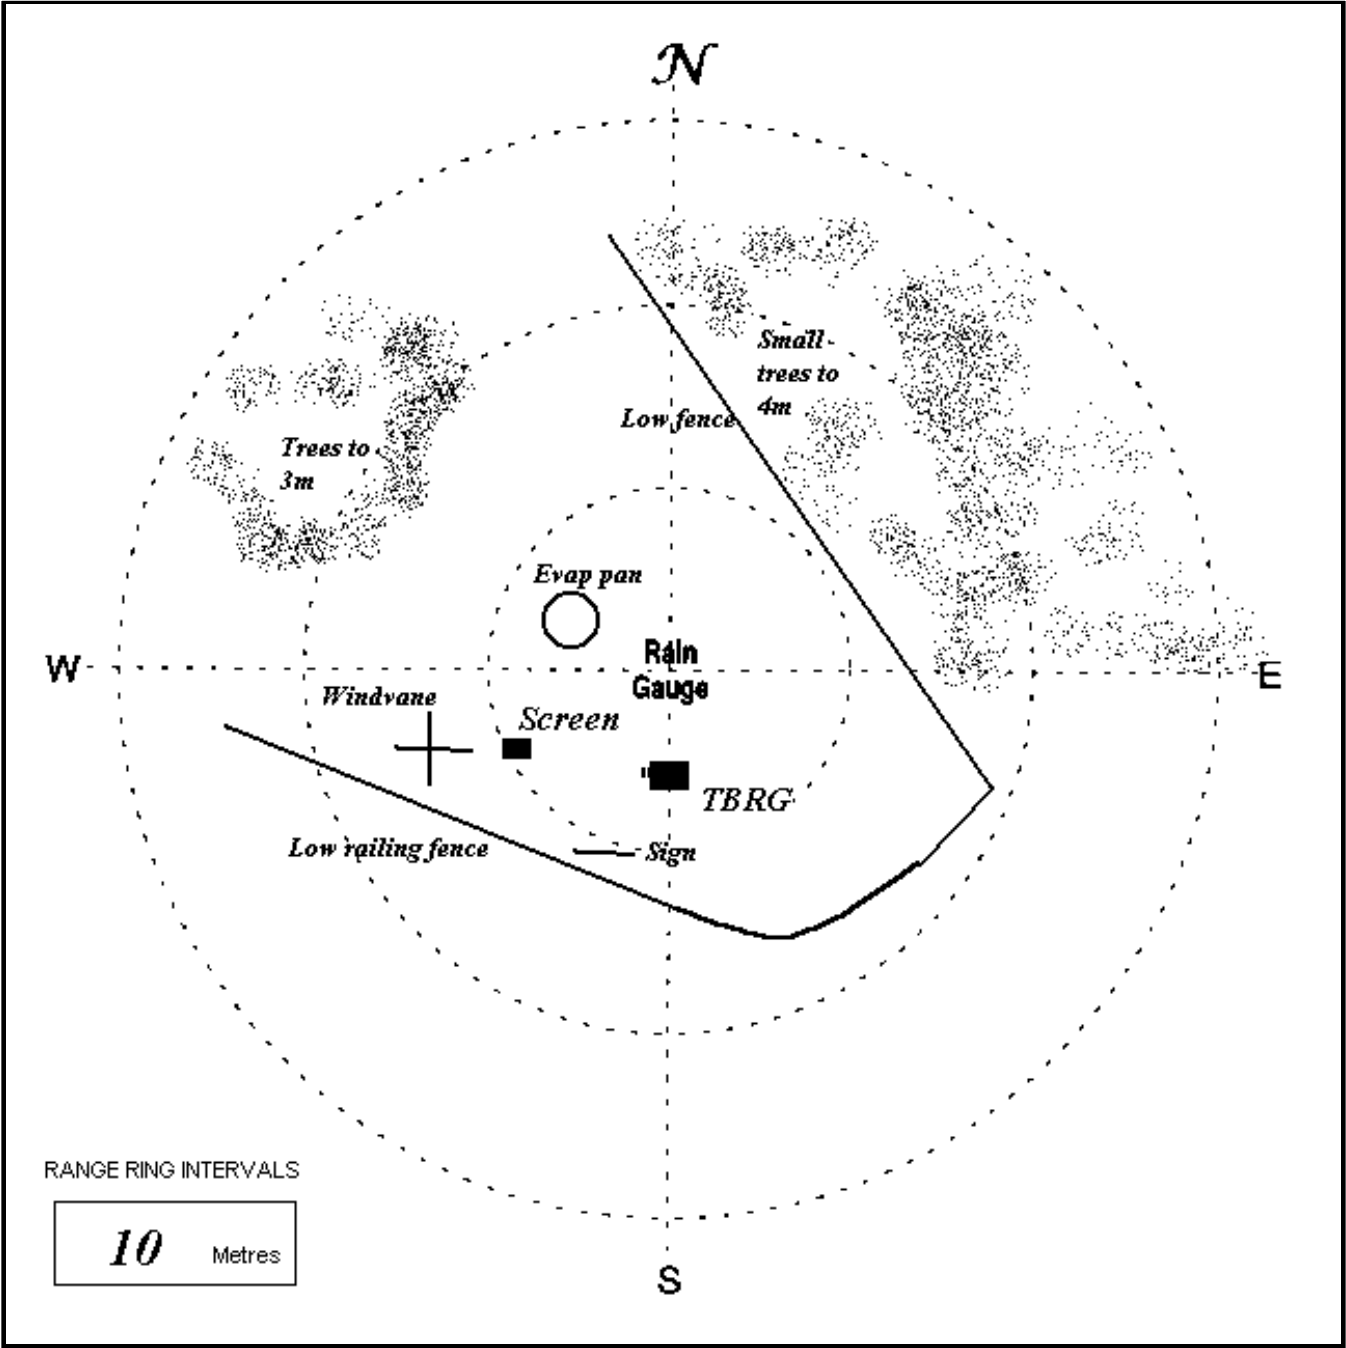 N
Small
trees to
4m
Low fence
Trees to
3m
Evap pan
Rain
Gauge
W
E
Windvane
Screen
TBRG
Low railing fence
Sign
RANGE RING INTERVALS
10 Metres
S